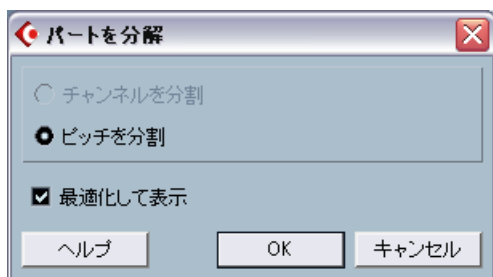 パートを分解
チャンネルを分割
ピッチを分割
最適化して表示
ヘルプ
OK
キャンセル